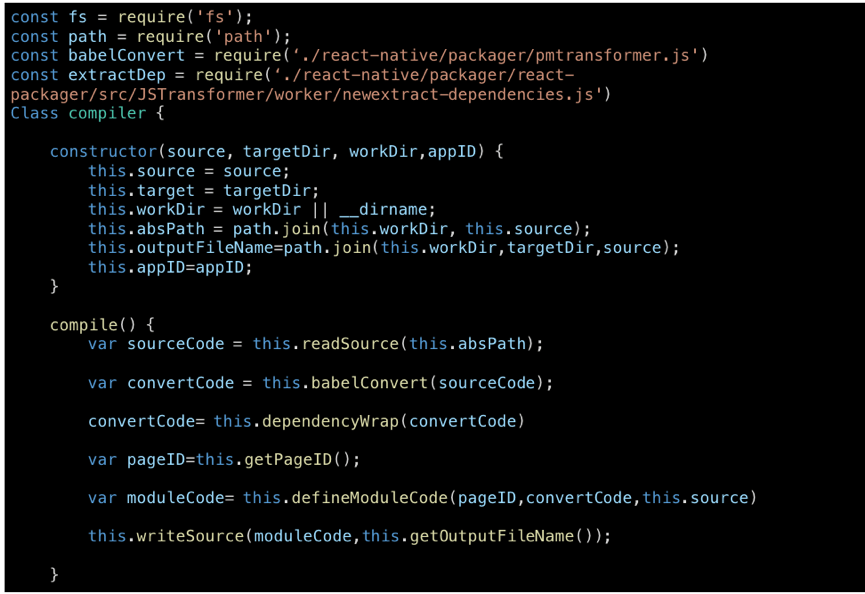 const fs = require('fs');
const path = require('path');
const babelConvert = require(‘./react-native/packager/pmtransformer.js')
const extractDep = require(‘./react-native/packager/react-
packager/src/JSTransformer/worker/newextract-dependencies.js')
Class compiler {
constructor(source, targetDir, workDir,appID) {
this.source = source;
this.target = targetDir;
this.workDir = workDir || __dirname;
this.absPath = path.join(this.workDir, this.source);
this.outputFileName=path.join(this.workDir,targetDir,source);
this.appID=appID;
}
compile() {
var sourceCode = this.readSource(this.absPath);
var convertCode = this.babelConvert(sourceCode);
convertCode= this.dependencyWrap(convertCode)
var pageID=this.getPageID();
var moduleCode= this.defineModuleCode(pageID,convertCode,this.source)
this.writeSource(moduleCode,this.getOutputFileName());
}